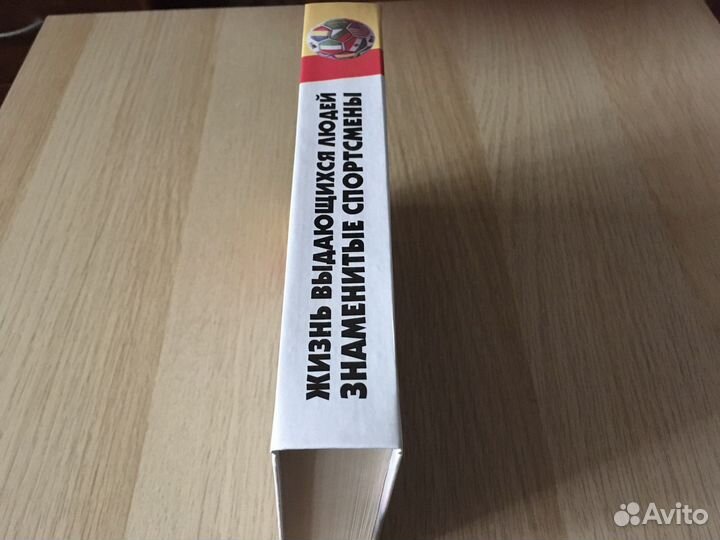 ЖИЗНЬ ВЫДАЮЩИХСЯ ЛЮДЕЙ
ЗНАМЕНИТЫЕ СПОРТСМЕНЫ
Avito